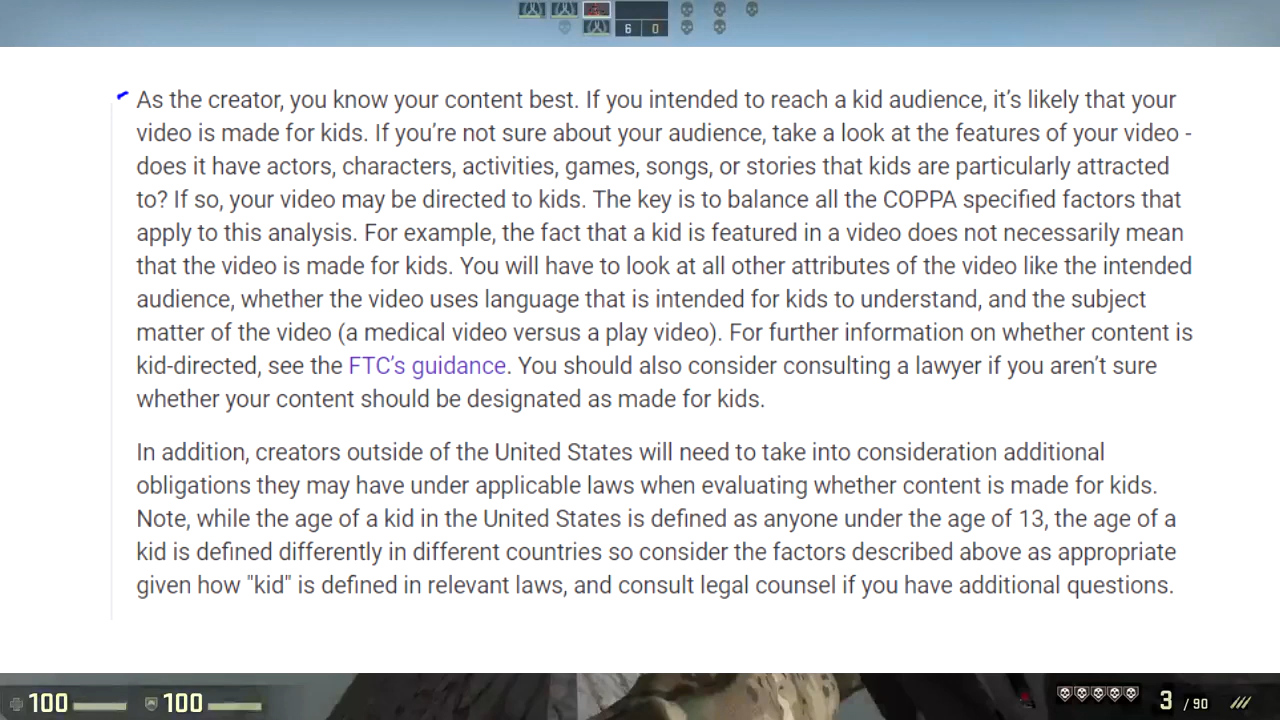 6 0
As the creator, you know your content best. If you intended to reach a kid audience, it’s likely that your
video is made for kids. If you’re not sure about your audience, take a look at the features of your video -
does it have actors, characters, activities, games, songs, or stories that kids are particularly attracted
to? If so, your video may be directed to kids. The key is to balance all the COPPA specified factors that
apply to this analysis. For example, the fact that a kid is featured in a video does not necessarily mean
that the video is made for kids. You will have to look at all other attributes of the video like the intended
audience, whether the video uses language that is intended for kids to understand, and the subject
matter of the video (a medical video versus a play video). For further information on whether content is
kid-directed, see the FTC’s guidance. You should also consider consulting a lawyer if you aren’t sure
whether your content should be designated as made for kids.
In addition, creators outside of the United States will need to take into consideration additional
obligations they may have under applicable laws when evaluating whether content is made for kids.
Note, while the age of a kid in the United States is defined as anyone under the age of 13, the age of a
kid is defined differently in different countries so consider the factors described above as appropriate
given how "kid" is defined in relevant laws, and consult legal counsel if you have additional questions.
100 100 3 / 90